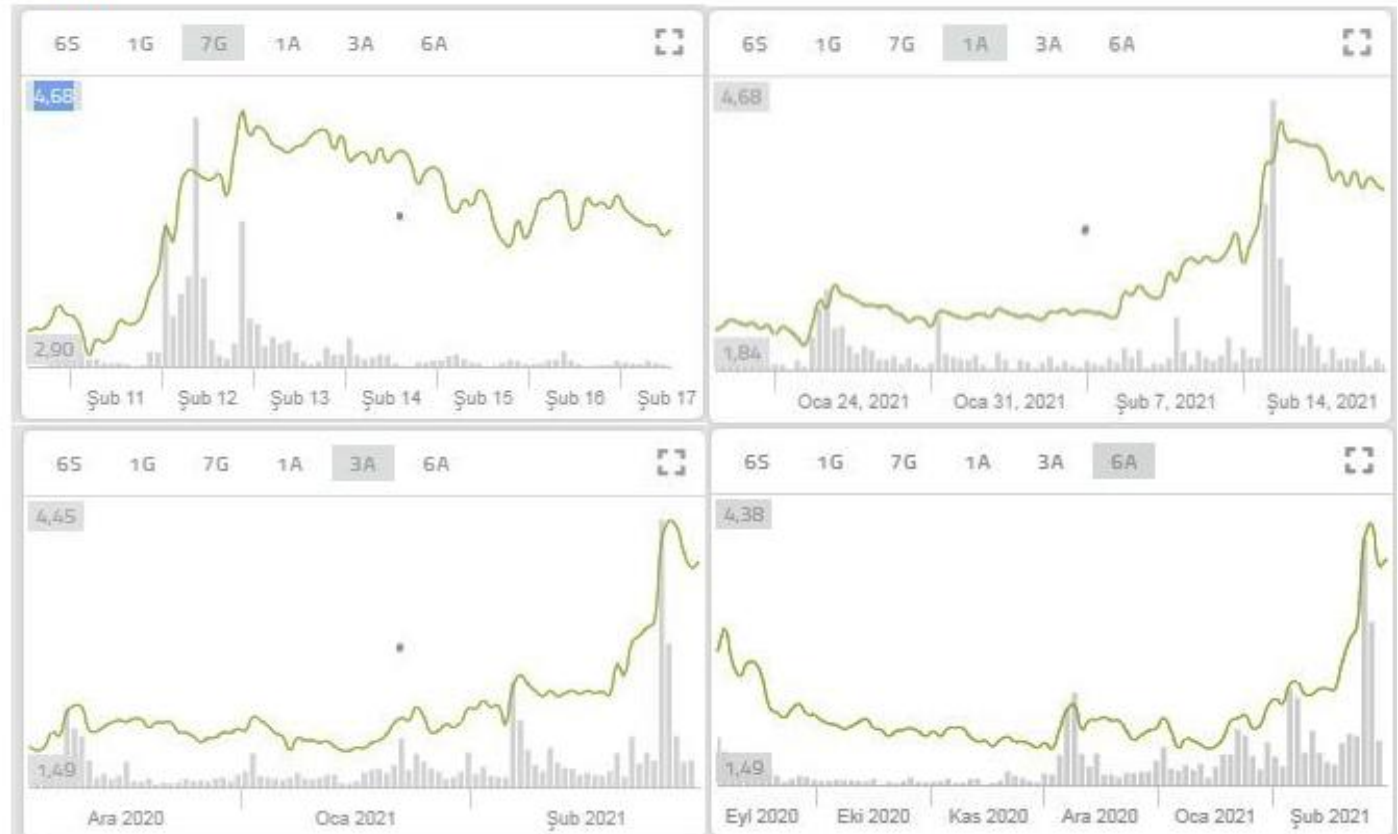 6S 1G 7G 1A 3A 6A
4,68
2,90
Şub 11 Şub 12 Şub 13 Şub 14 Şub 15 Şub 16 Şub 17
6S 1G 7G 1A 3A 6A
4,68
1,84
Oca 24, 2021 Oca 31, 2021 Şub 7, 2021 Şub 14, 2021
6S 1G 7G 1A 3A 6A
4,45
1,49
Ara 2020 Oca 2021 Şub 2021
6S 1G 7G 1A 3A 6A
4,38
1,49
Eyl 2020 Eki 2020 Kas 2020 Ara 2020 Oca 2021 Şub 2021